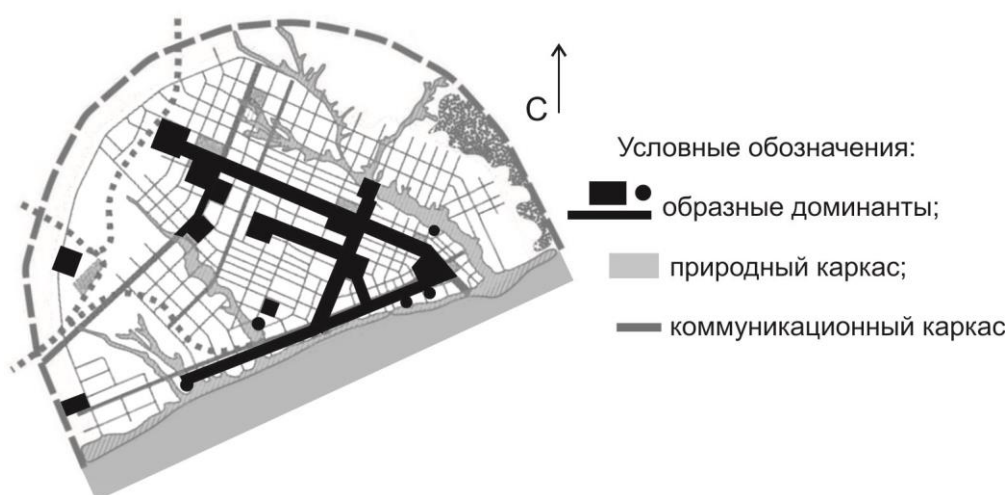 С
Условные обозначения:
образные доминанты;
природный каркас;
коммуникационный каркас